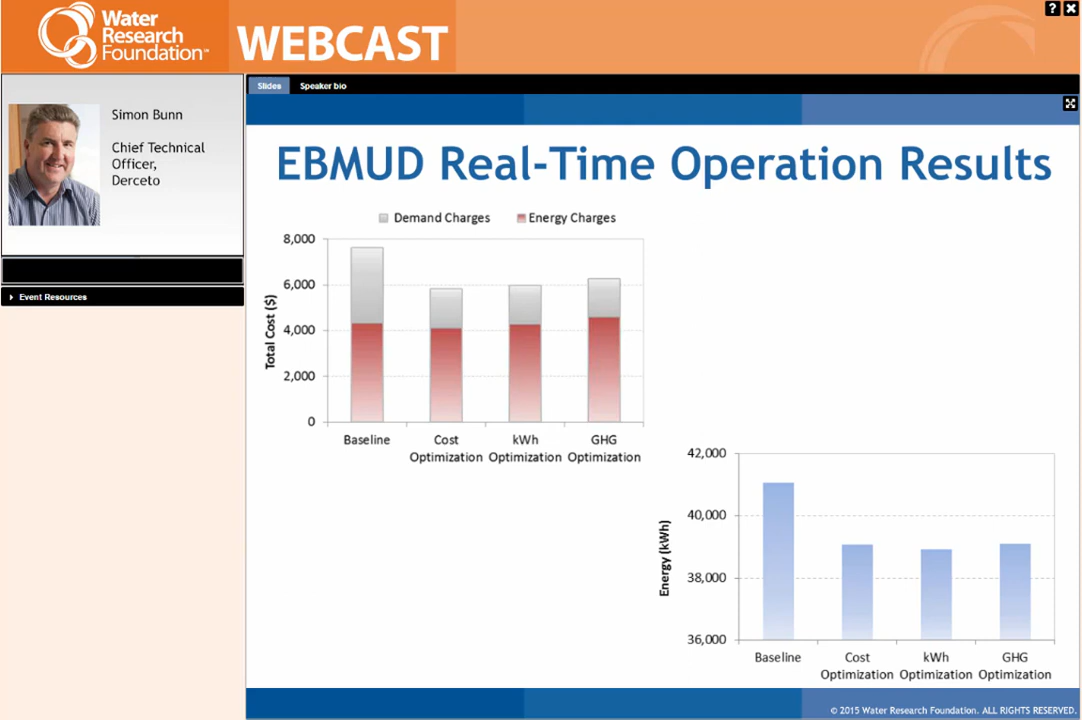 Water
Research
Foundation™
WEBCAST
? X
Slides Speaker bio
Simon Bunn
Chief Technical
Officer,
Derceto
Event Resources
EBMUD Real-Time Operation Results
Demand Charges Energy Charges
Total Cost ($)
8,000
6,000
4,000
2,000
0
Baseline Cost kWh GHG
Optimization Optimization Optimization
Energy (kWh)
42,000
40,000
38,000
36,000
Baseline Cost kWh GHG
Optimization Optimization Optimization
© 2015 Water Research Foundation. ALL RIGHTS RESERVED.